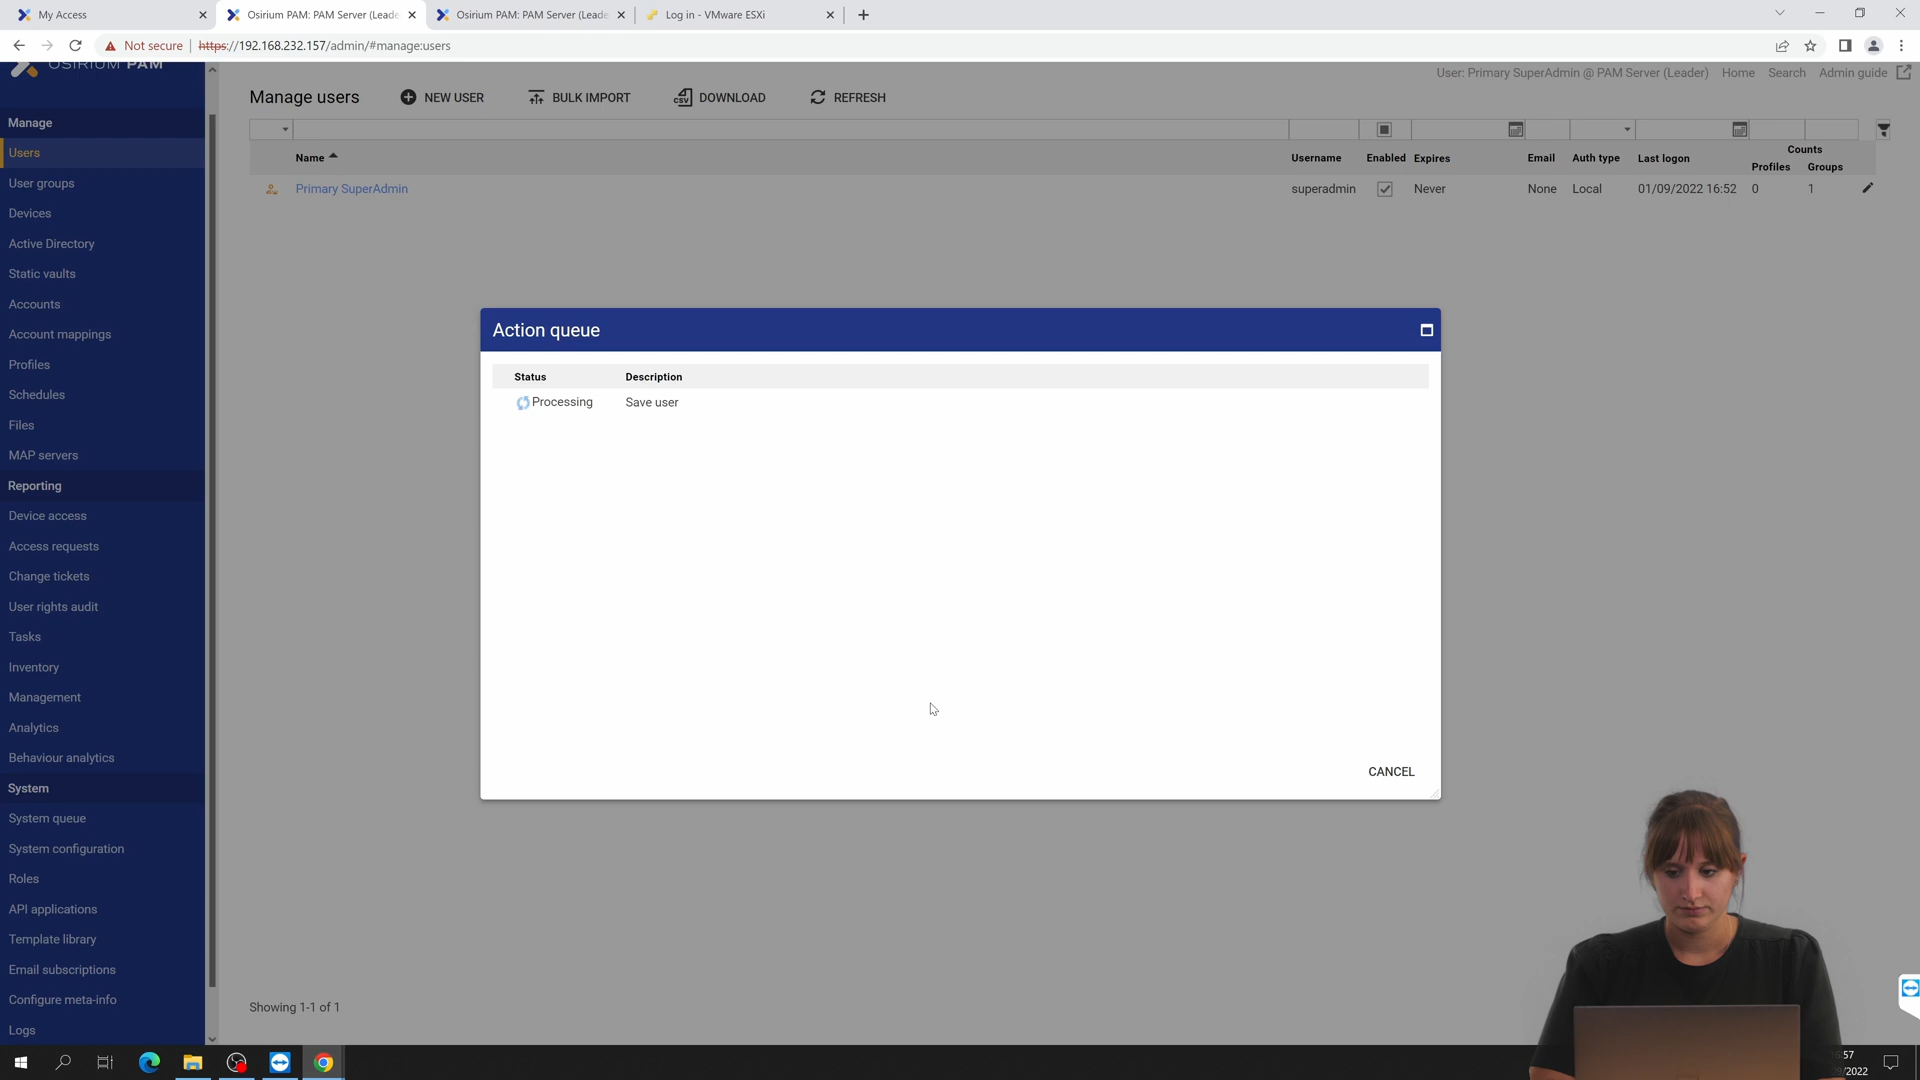 My Access
Osirium PAM: PAM Server (Leade
Osirium PAM: PAM Server (Leade
Log in - VMware ESXi
Not secure
https://192.168.232.157/admin/#manage:users
OSIRIUM PAM
User: Primary SuperAdmin @ PAM Server (Leader)
Home
Search
Admin guide
Manage users
NEW USER
BULK IMPORT
CSV
DOWNLOAD
REFRESH
Name
Username
Enabled
Expires
Email
Auth type
Last logon
Counts
Profiles
Groups
Primary SuperAdmin
superadmin
Never
None
Local
01/09/2022 16:52
0
1
Manage
Users
User groups
Devices
Active Directory
Static vaults
Accounts
Account mappings
Profiles
Schedules
Files
MAP servers
Reporting
Device access
Access requests
Change tickets
User rights audit
Tasks
Inventory
Management
Analytics
Behaviour analytics
System
System queue
System configuration
Roles
API applications
Template library
Email subscriptions
Configure meta-info
Logs
Action queue
Status
Description
Processing
Save user
CANCEL
Showing 1-1 of 1